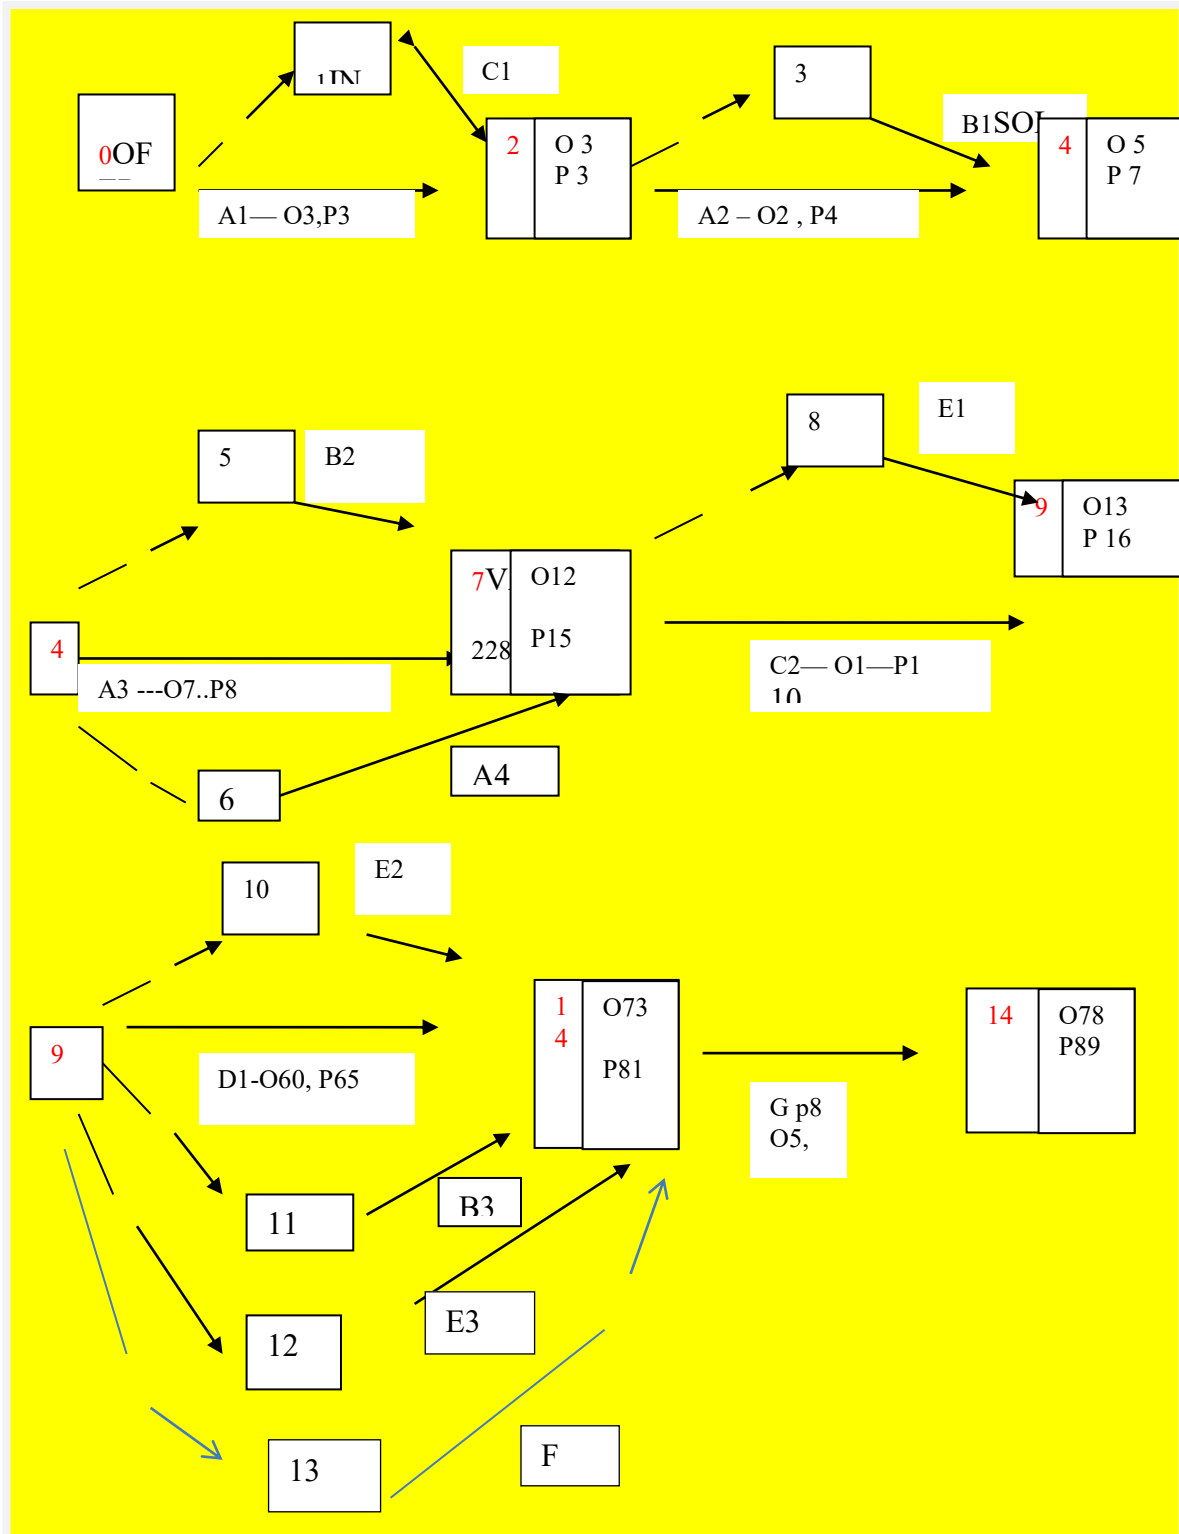 C1
3
B1SO
0OF
2
O 3
P 3
4
O 5
P 7
A1— O3,P3
A2 – O2 , P4
5
B2
8
E1
9
O13
P 16
7V
O12
228
P15
4
A3 ---O7..P8
C2— O1—P1
10
6
A4
10
E2
1
4
O73
P81
14
O78
P89
9
D1-O60, P65
G p8
O5,
11
B3
12
E3
13
F